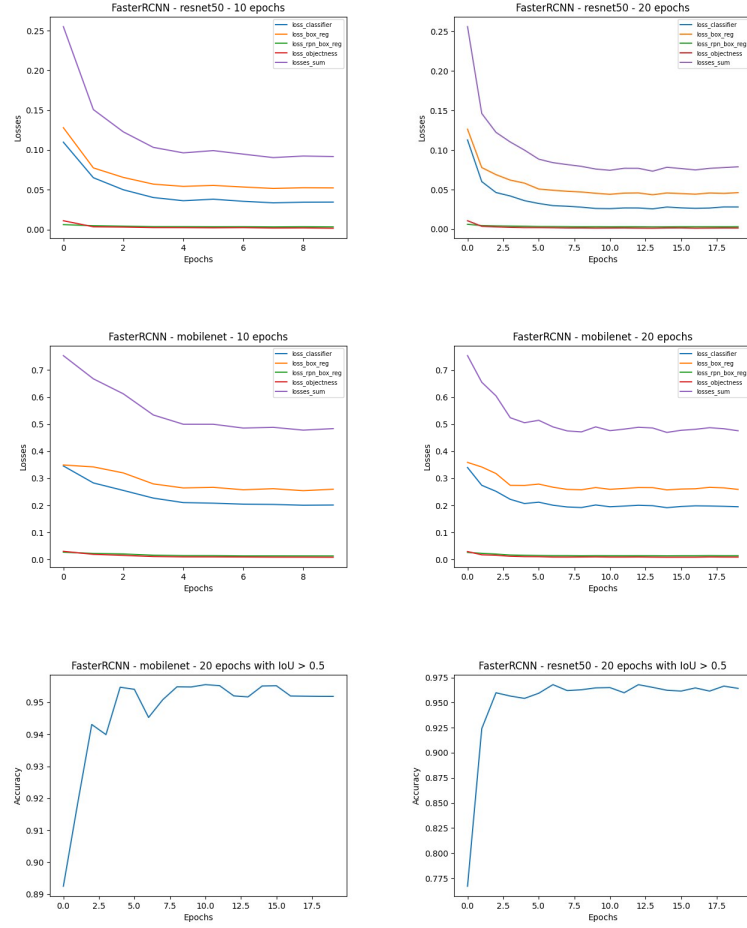 FasterRCNN - resnet50 - 10 epochs
loss_classifier
loss_box_reg
loss_rpn_box_reg
loss_objectness
losses_sum
0.25
0.20
0.15
0.10
0.05
0.00
Losses
0
2
4
6
8
Epochs
FasterRCNN - resnet50 - 20 epochs
loss_classifier
loss_box_reg
loss_rpn_box_reg
loss_objectness
losses_sum
0.25
0.20
0.15
0.10
0.05
0.00
Losses
0.0
2.5
5.0
7.5
10.0
12.5
15.0
17.5
Epochs
FasterRCNN - mobilenet - 10 epochs
loss_classifier
loss_box_reg
loss_rpn_box_reg
loss_objectness
losses_sum
0.7
0.6
0.5
0.4
0.3
0.2
0.1
0.0
Losses
0
2
4
6
8
Epochs
FasterRCNN - mobilenet - 20 epochs
loss_classifier
loss_box_reg
loss_rpn_box_reg
loss_objectness
losses_sum
0.7
0.6
0.5
0.4
0.3
0.2
0.1
0.0
Losses
0.0
2.5
5.0
7.5
10.0
12.5
15.0
17.5
Epochs
FasterRCNN - mobilenet - 20 epochs with IoU > 0.5
0.95
0.94
0.93
0.92
0.91
0.90
0.89
Accuracy
0.0
2.5
5.0
7.5
10.0
12.5
15.0
17.5
Epochs
FasterRCNN - resnet50 - 20 epochs with IoU > 0.5
0.975
0.950
0.925
0.900
0.875
0.850
0.825
0.800
0.775
Accuracy
0.0
2.5
5.0
7.5
10.0
12.5
15.0
17.5
Epochs